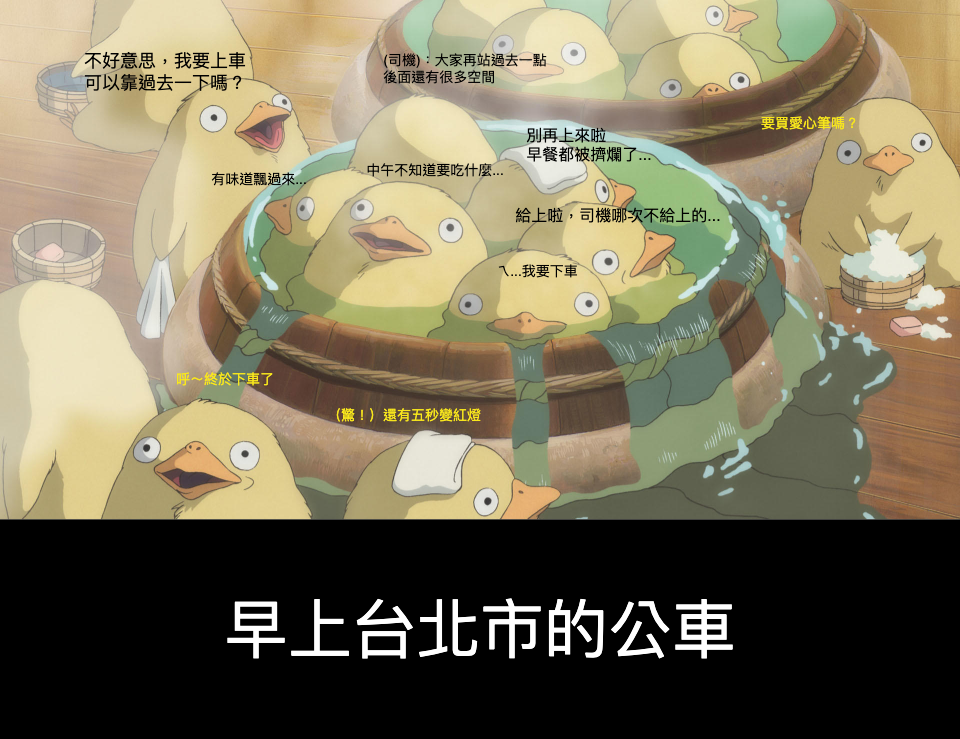 不好意思，我要上車
可以靠過去一下嗎？
(司機)：大家再站過去一點
後面還有很多空間
要買愛心筆嗎？
別再上來啦
早餐都被擠爛了...
中午不知道要吃什麼...
有味道飄過來...
給上啦，司機哪次不給上的...
ㄟ...我要下車
呼～終於下車了
（驚！）還有五秒變紅燈
早上台北市的公車